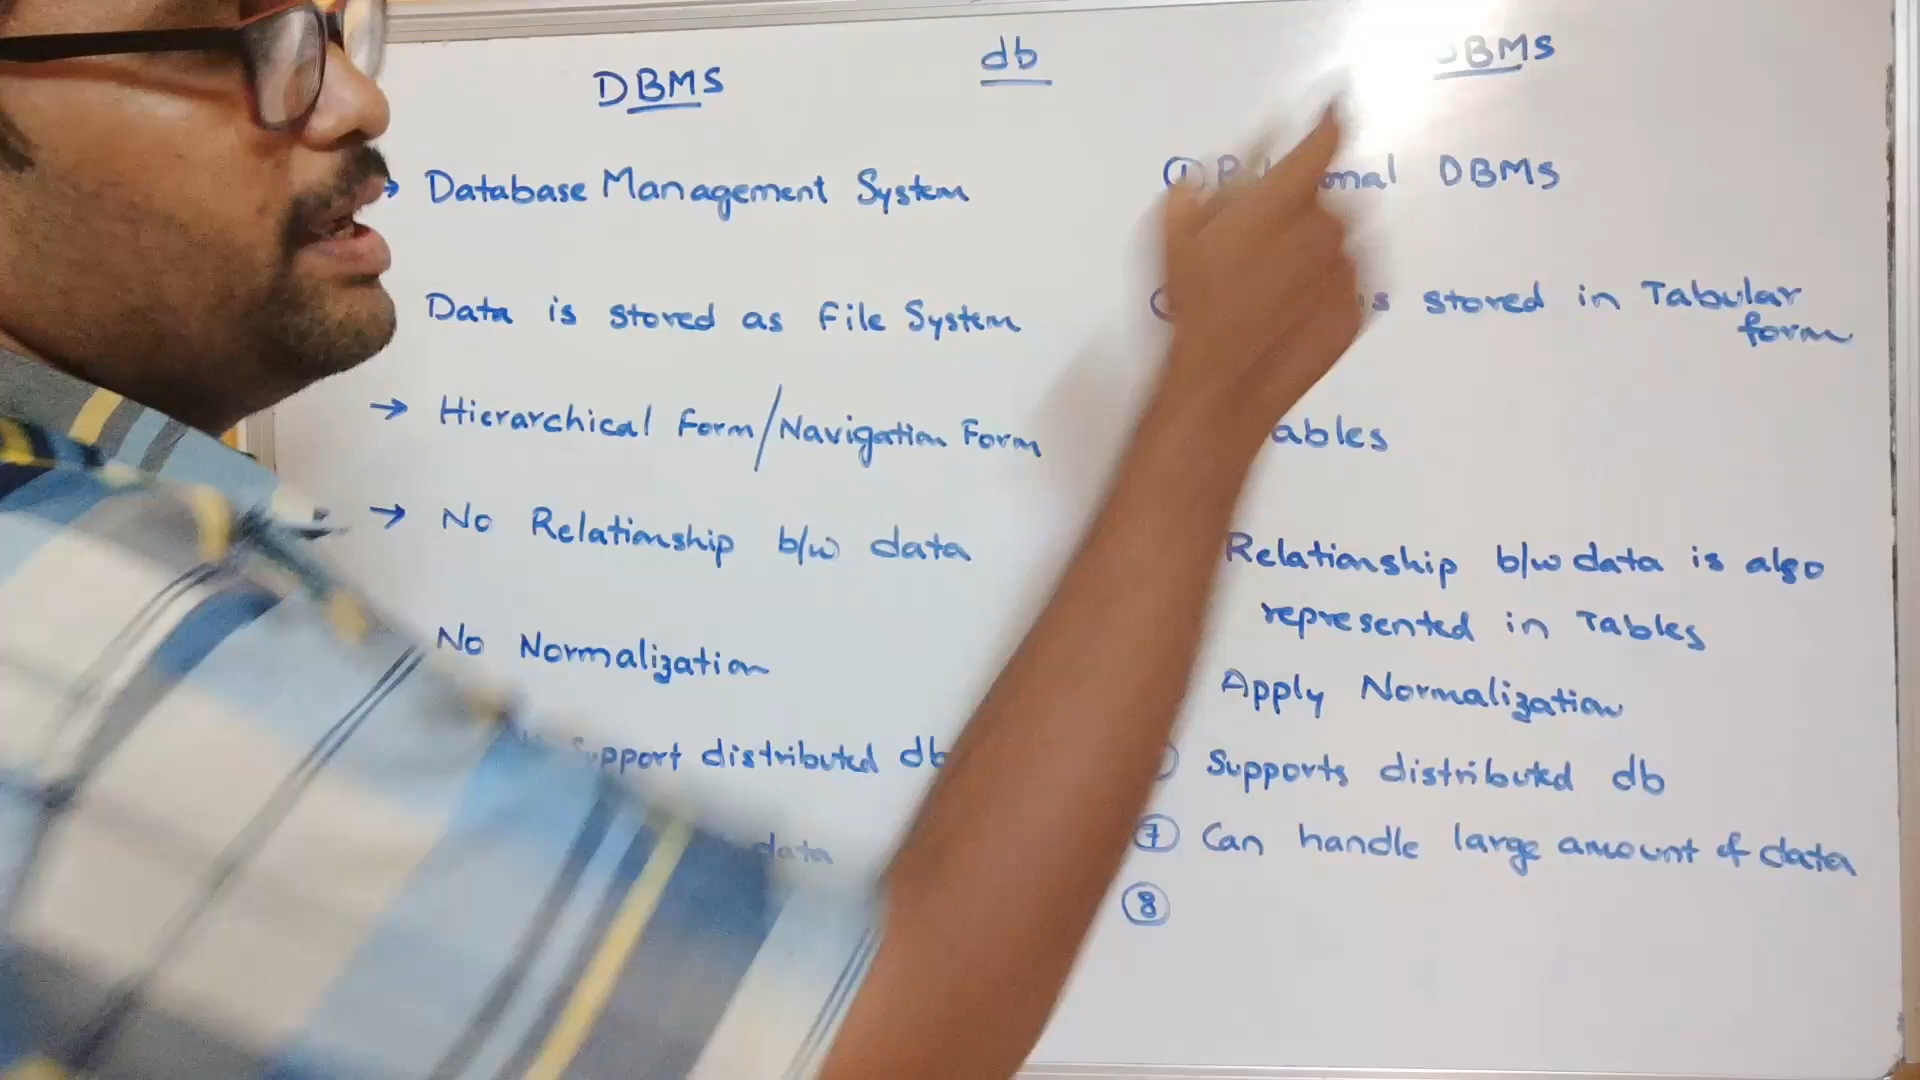 DBMS
db
DBMS
→ Database Management System
① Relational DBMS
Data is stored as File System
stored in Tabular
form
→ Hierarchical Form/Navigation Form
Tables
→ No Relationship b/w data
Relationship b/w data is also
represented in Tables
No Normalization
Apply Normalization
Support distributed db
Supports distributed db
data
⑦ Can handle large amount of data
⑧